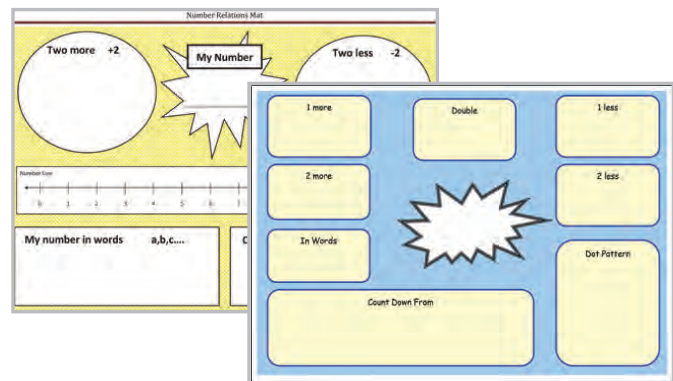 Number Relations Mat
Two more +2
My Number
Two less -2
Number Line
0 1 2 3 4 5 6 7
My number in words a,b,c....
C
1 more
Double
1 less
2 more
2 less
In Words
Dot Pattern
Count Down From